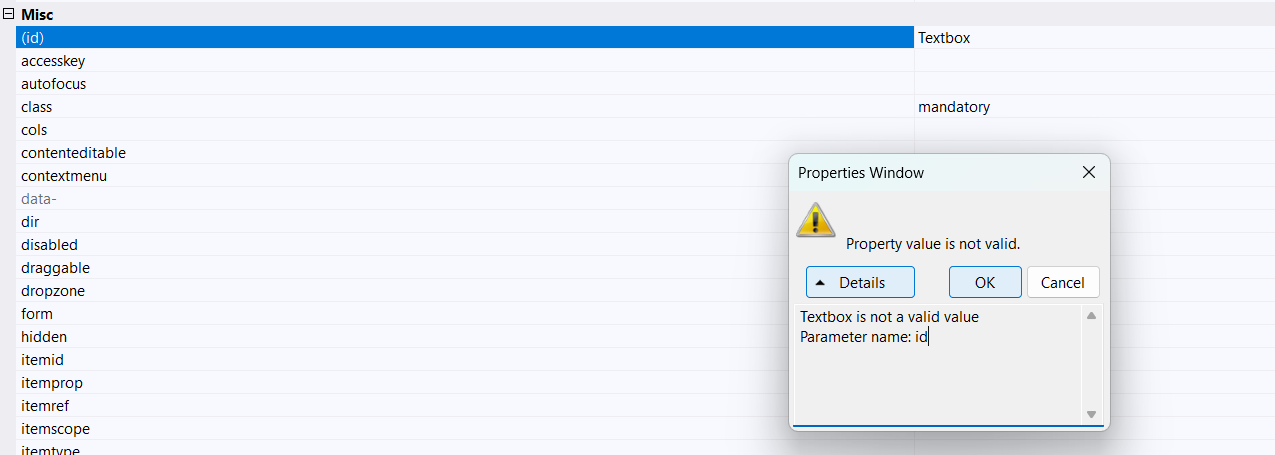 Misc
(id) Textbox
accesskey
autofocus
class mandatory
cols
contenteditable
contextmenu
data-
dir
disabled
draggable
dropzone
form
hidden
itemid
itemprop
itemref
itemscope
itemtype
Properties Window
Property value is not valid.
Details OK Cancel
Textbox is not a valid value
Parameter name: id